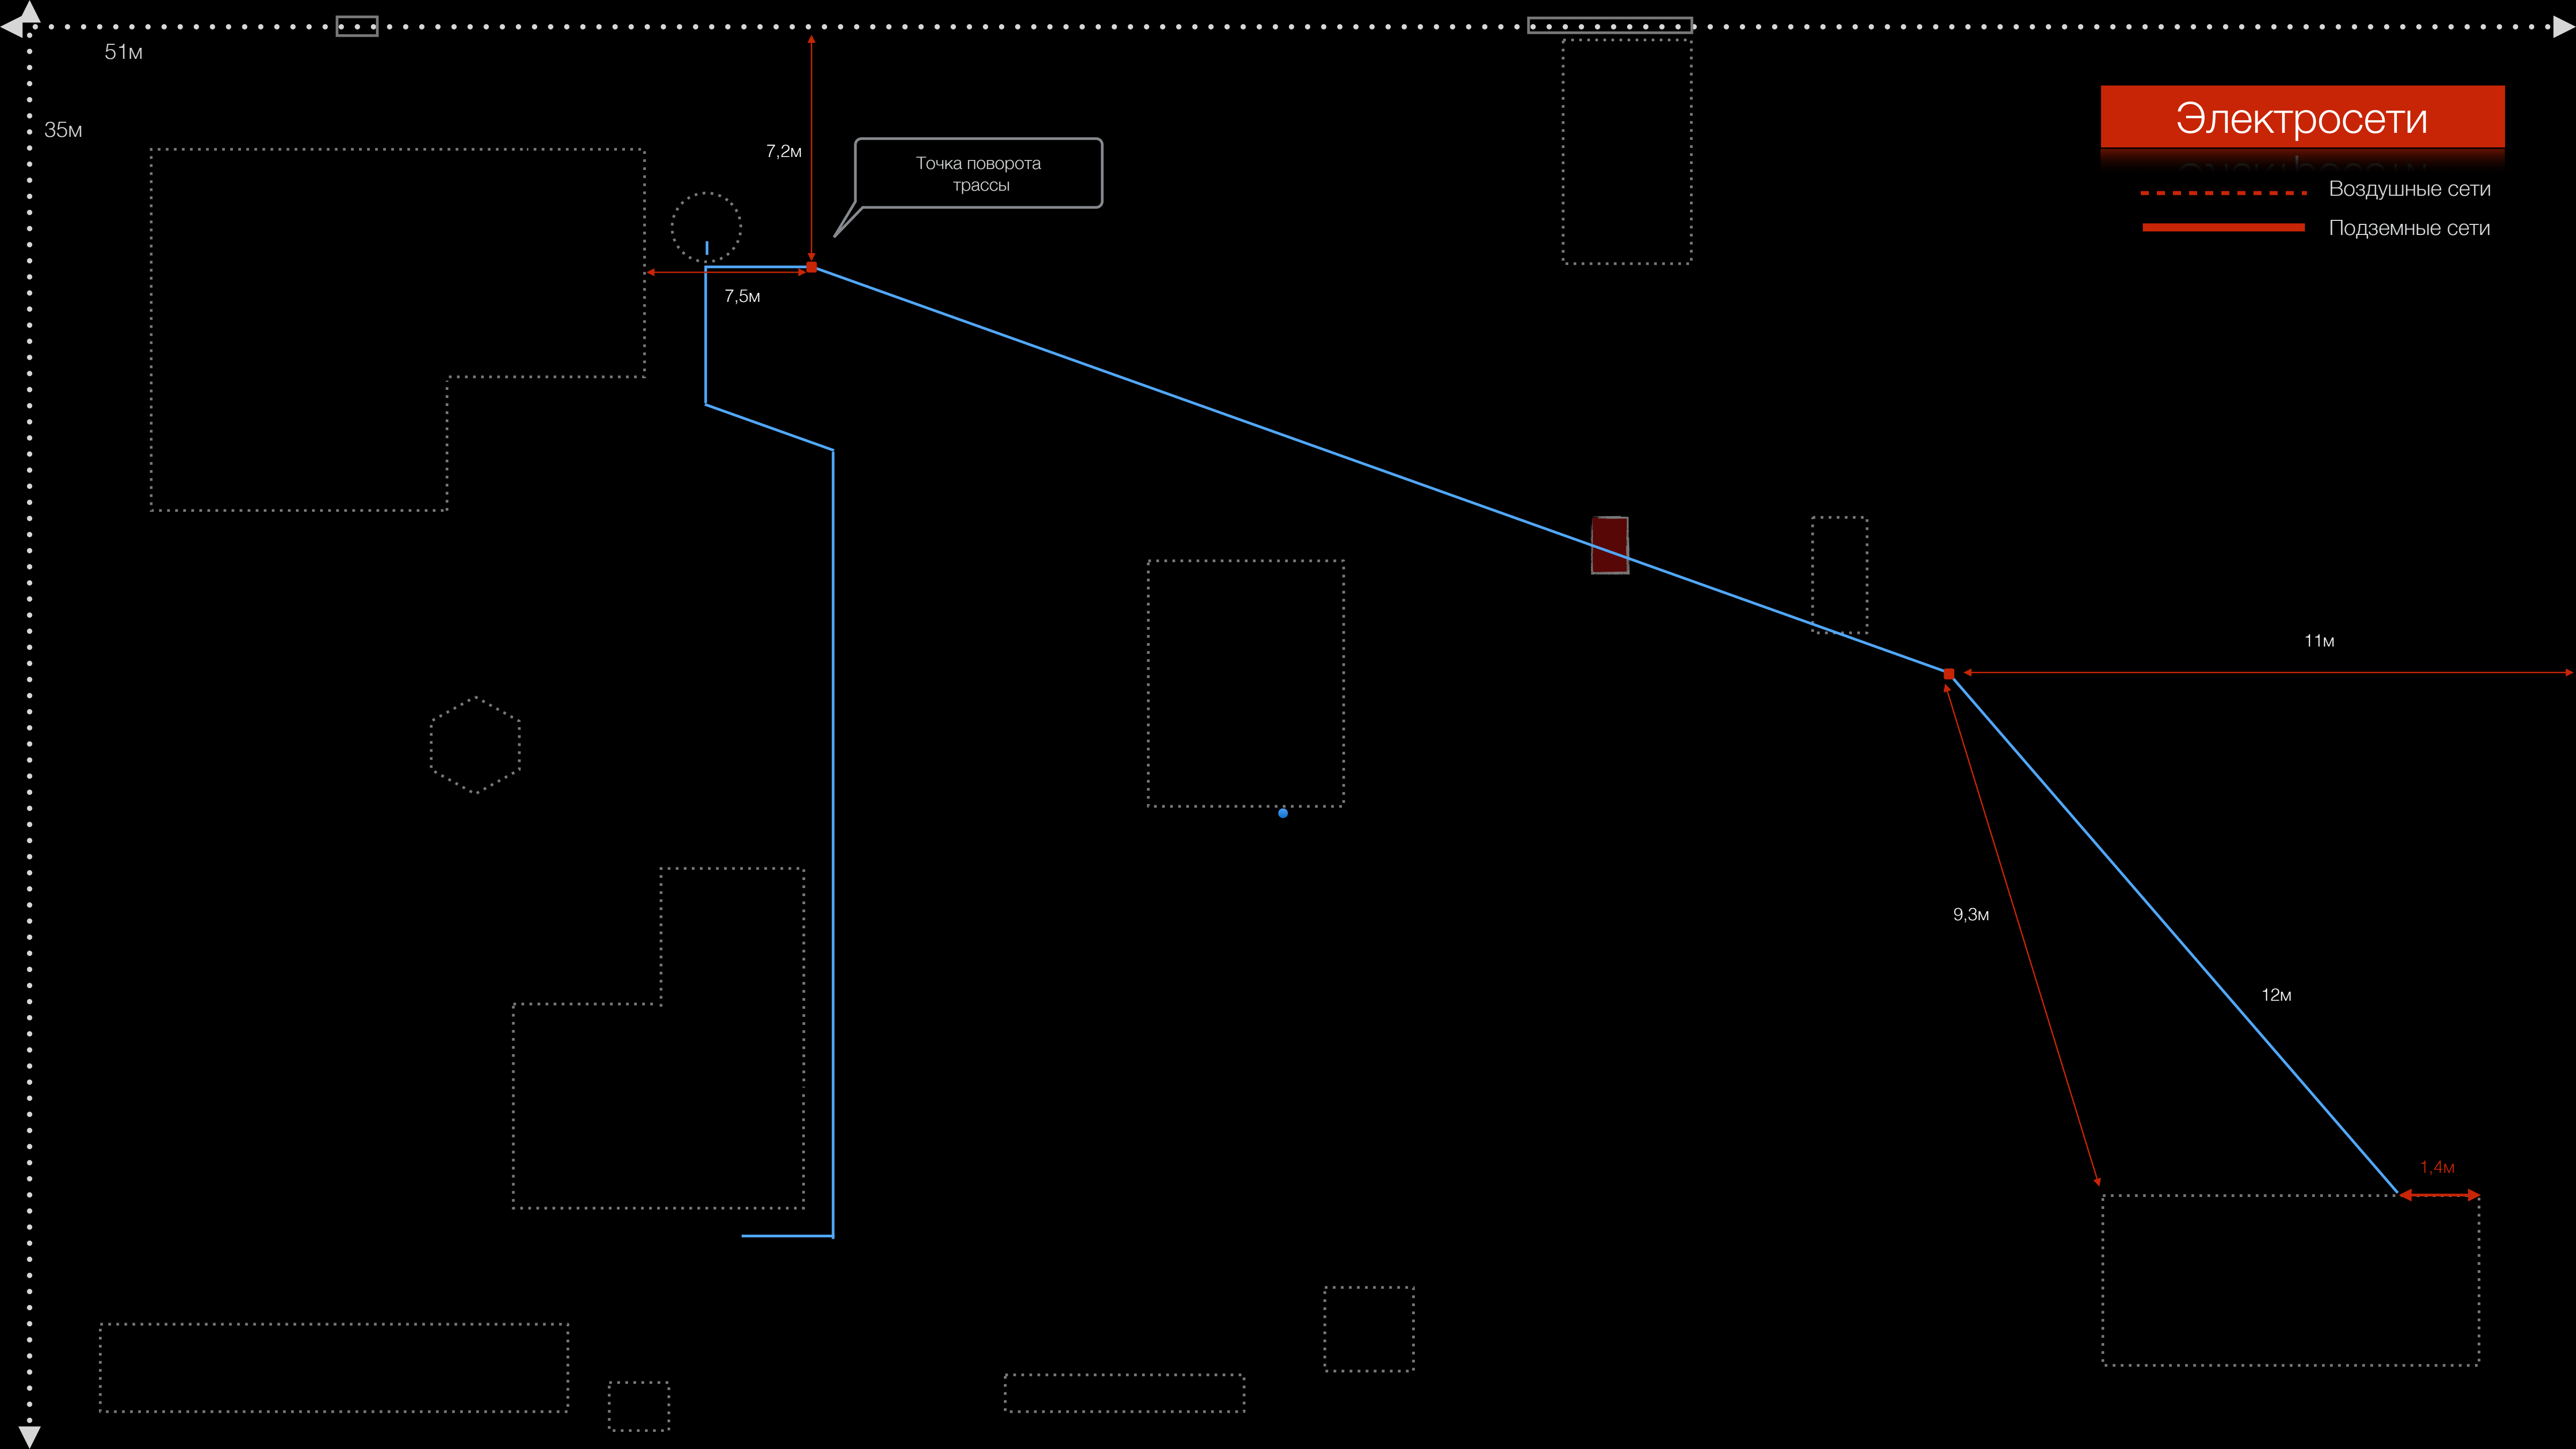 51м
35м
7,2м
Точка поворота
трассы
Электросети
Воздушные сети
Подземные сети
7,5м
11м
9,3м
12м
1,4м